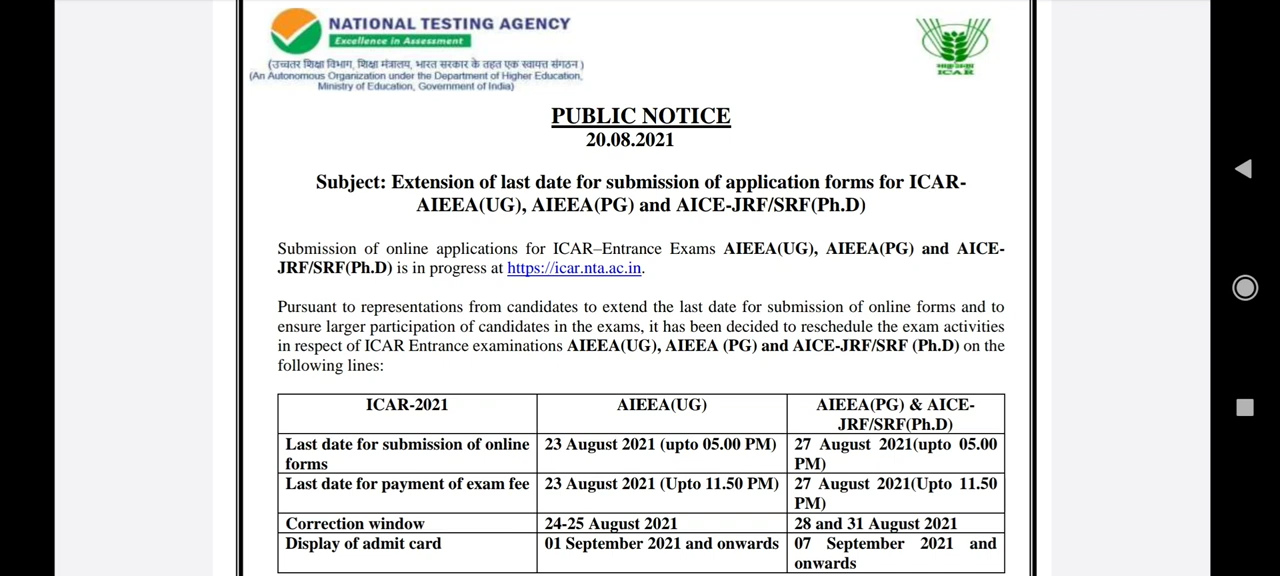 NATIONAL TESTING AGENCY
Excellence in Assessment
(उच्चतर शिक्षा विभाग, शिक्षा मंत्रालय, भारत सरकार के तहत एक स्वायत्त संगठन )
(An Autonomous Organization under the Department of Higher Education,
Ministry of Education, Government of India)
भाकृअनुप
ICAR
PUBLIC NOTICE
20.08.2021
Subject: Extension of last date for submission of application forms for ICAR-
AIEEA(UG), AIEEA(PG) and AICE-JRF/SRF(Ph.D)
Submission of online applications for ICAR–Entrance Exams AIEEA(UG), AIEEA(PG) and AICE-
JRF/SRF(Ph.D) is in progress at https://icar.nta.ac.in.
Pursuant to representations from candidates to extend the last date for submission of online forms and to
ensure larger participation of candidates in the exams, it has been decided to reschedule the exam activities
in respect of ICAR Entrance examinations AIEEA(UG), AIEEA (PG) and AICE-JRF/SRF (Ph.D) on the
following lines:
ICAR-2021 AIEEA(UG) AIEEA(PG) & AICE-
JRF/SRF(Ph.D)
Last date for submission of online 23 August 2021 (upto 05.00 PM) 27 August 2021(upto 05.00
forms PM)
Last date for payment of exam fee 23 August 2021 (Upto 11.50 PM) 27 August 2021(Upto 11.50
PM)
Correction window 24-25 August 2021 28 and 31 August 2021
Display of admit card 01 September 2021 and onwards 07 September 2021 and
onwards